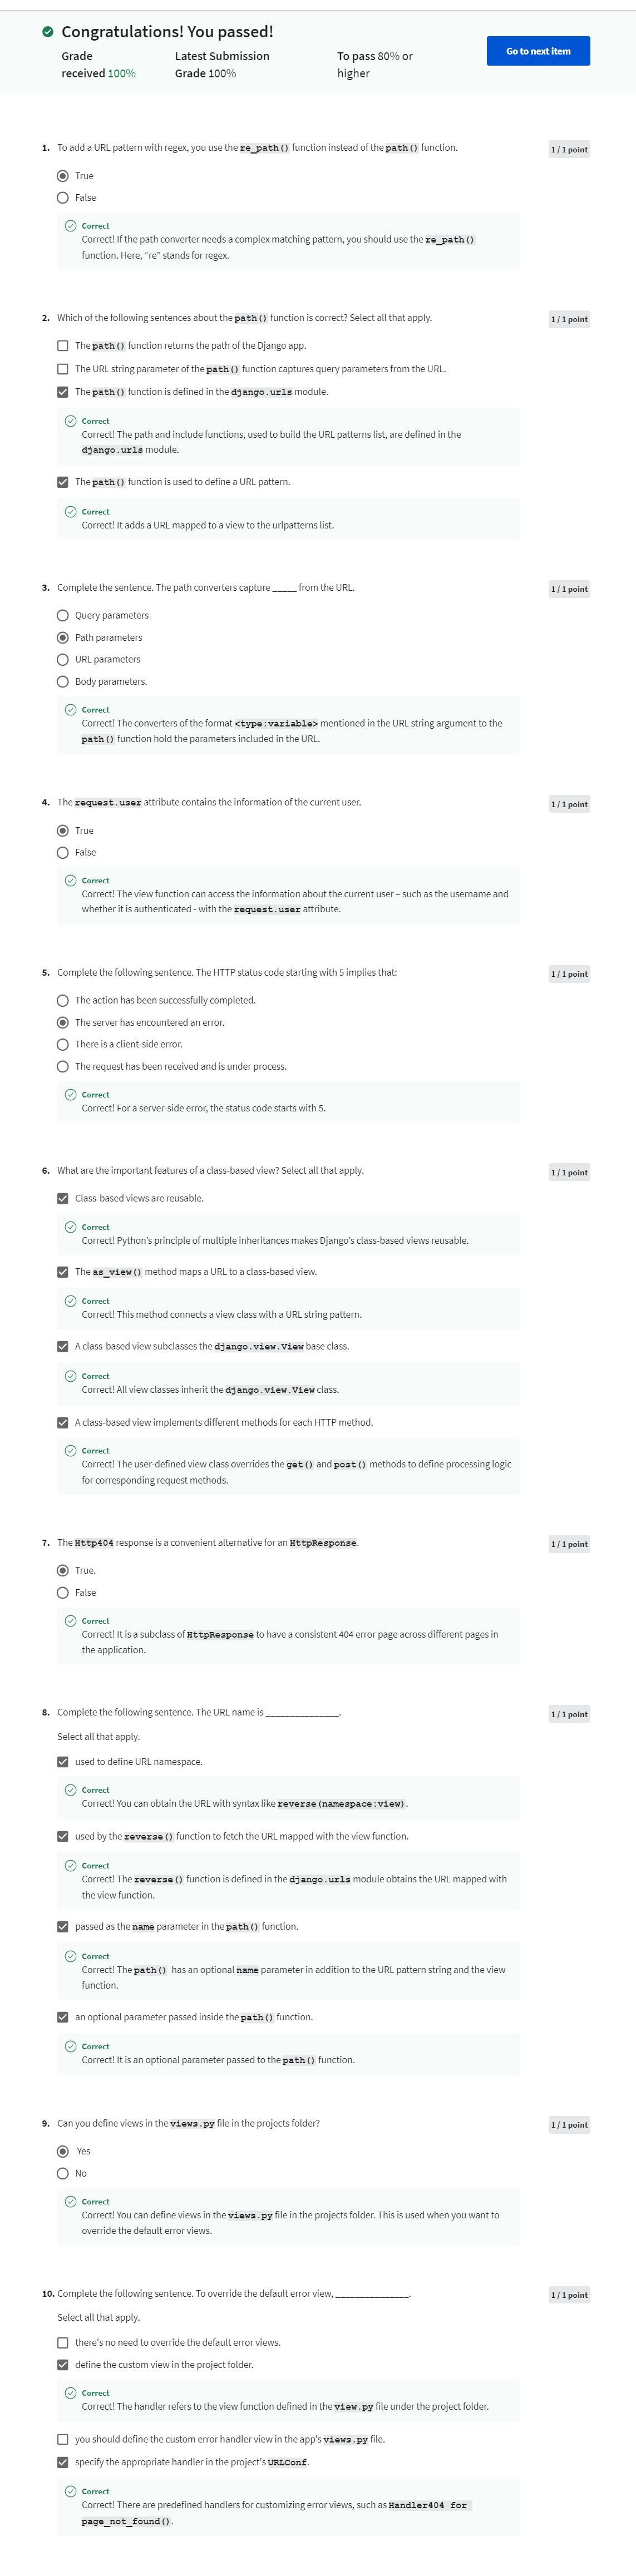 Congratulations! You passed!
Grade received 100%
Latest Submission Grade 100%
To pass 80% or higher
Go to next item
1. To add a URL pattern with regex, you use the re_path() function instead of the path() function.
1 / 1 point
True
False
Correct
Correct! If the path converter needs a complex matching pattern, you should use the re_path()
function. Here, “re” stands for regex.
2. Which of the following sentences about the path() function is correct? Select all that apply.
1 / 1 point
The path() function returns the path of the Django app.
The URL string parameter of the path() function captures query parameters from the URL.
The path() function is defined in the django.urls module.
Correct
Correct! The path and include functions, used to build the URL patterns list, are defined in the
django.urls module.
The path() function is used to define a URL pattern.
Correct
Correct! It adds a URL mapped to a view to the urlpatterns list.
3. Complete the sentence. The path converters capture _____ from the URL.
1 / 1 point
Query parameters
Path parameters
URL parameters
Body parameters.
Correct
Correct! The converters of the format <type:variable> mentioned in the URL string argument to the
path() function hold the parameters included in the URL.
4. The request.user attribute contains the information of the current user.
1 / 1 point
True
False
Correct
Correct! The view function can access the information about the current user – such as the username and
whether it is authenticated - with the request.user attribute.
5. Complete the following sentence. The HTTP status code starting with 5 implies that:
1 / 1 point
The action has been successfully completed.
The server has encountered an error.
There is a client-side error.
The request has been received and is under process.
Correct
Correct! For a server-side error, the status code starts with 5.
6. What are the important features of a class-based view? Select all that apply.
1 / 1 point
Class-based views are reusable.
Correct
Correct! Python’s principle of multiple inheritances makes Django’s class-based views reusable.
The as_view() method maps a URL to a class-based view.
Correct
Correct! This method connects a view class with a URL string pattern.
A class-based view subclasses the django.view.View base class.
Correct
Correct! All view classes inherit the django.view.View class.
A class-based view implements different methods for each HTTP method.
Correct
Correct! The user-defined view class overrides the get() and post() methods to define processing logic
for corresponding request methods.
7. The Http404 response is a convenient alternative for an HttpResponse.
1 / 1 point
True.
False
Correct
Correct! It is a subclass of HttpResponse to have a consistent 404 error page across different pages in
the application.
8. Complete the following sentence. The URL name is _______________.
1 / 1 point
Select all that apply.
used to define URL namespace.
Correct
Correct! You can obtain the URL with syntax like reverse(namespace:view).
used by the reverse() function to fetch the URL mapped with the view function.
Correct
Correct! The reverse() function is defined in the django.urls module obtains the URL mapped with
the view function.
passed as the name parameter in the path() function.
Correct
Correct! The path() has an optional name parameter in addition to the URL pattern string and the view
function.
an optional parameter passed inside the path() function.
Correct
Correct! It is an optional parameter passed to the path() function.
9. Can you define views in the views.py file in the projects folder?
1 / 1 point
Yes
No
Correct
Correct! You can define views in the views.py file in the projects folder. This is used when you want to
override the default error views.
10. Complete the following sentence. To override the default error view, _______________.
1 / 1 point
Select all that apply.
there's no need to override the default error views.
define the custom view in the project folder.
Correct
Correct! The handler refers to the view function defined in the view.py file under the project folder.
you should define the custom error handler view in the app's views.py file.
specify the appropriate handler in the project's URLConf.
Correct
Correct! There are predefined handlers for customizing error views, such as Handler404 for
page_not_found().